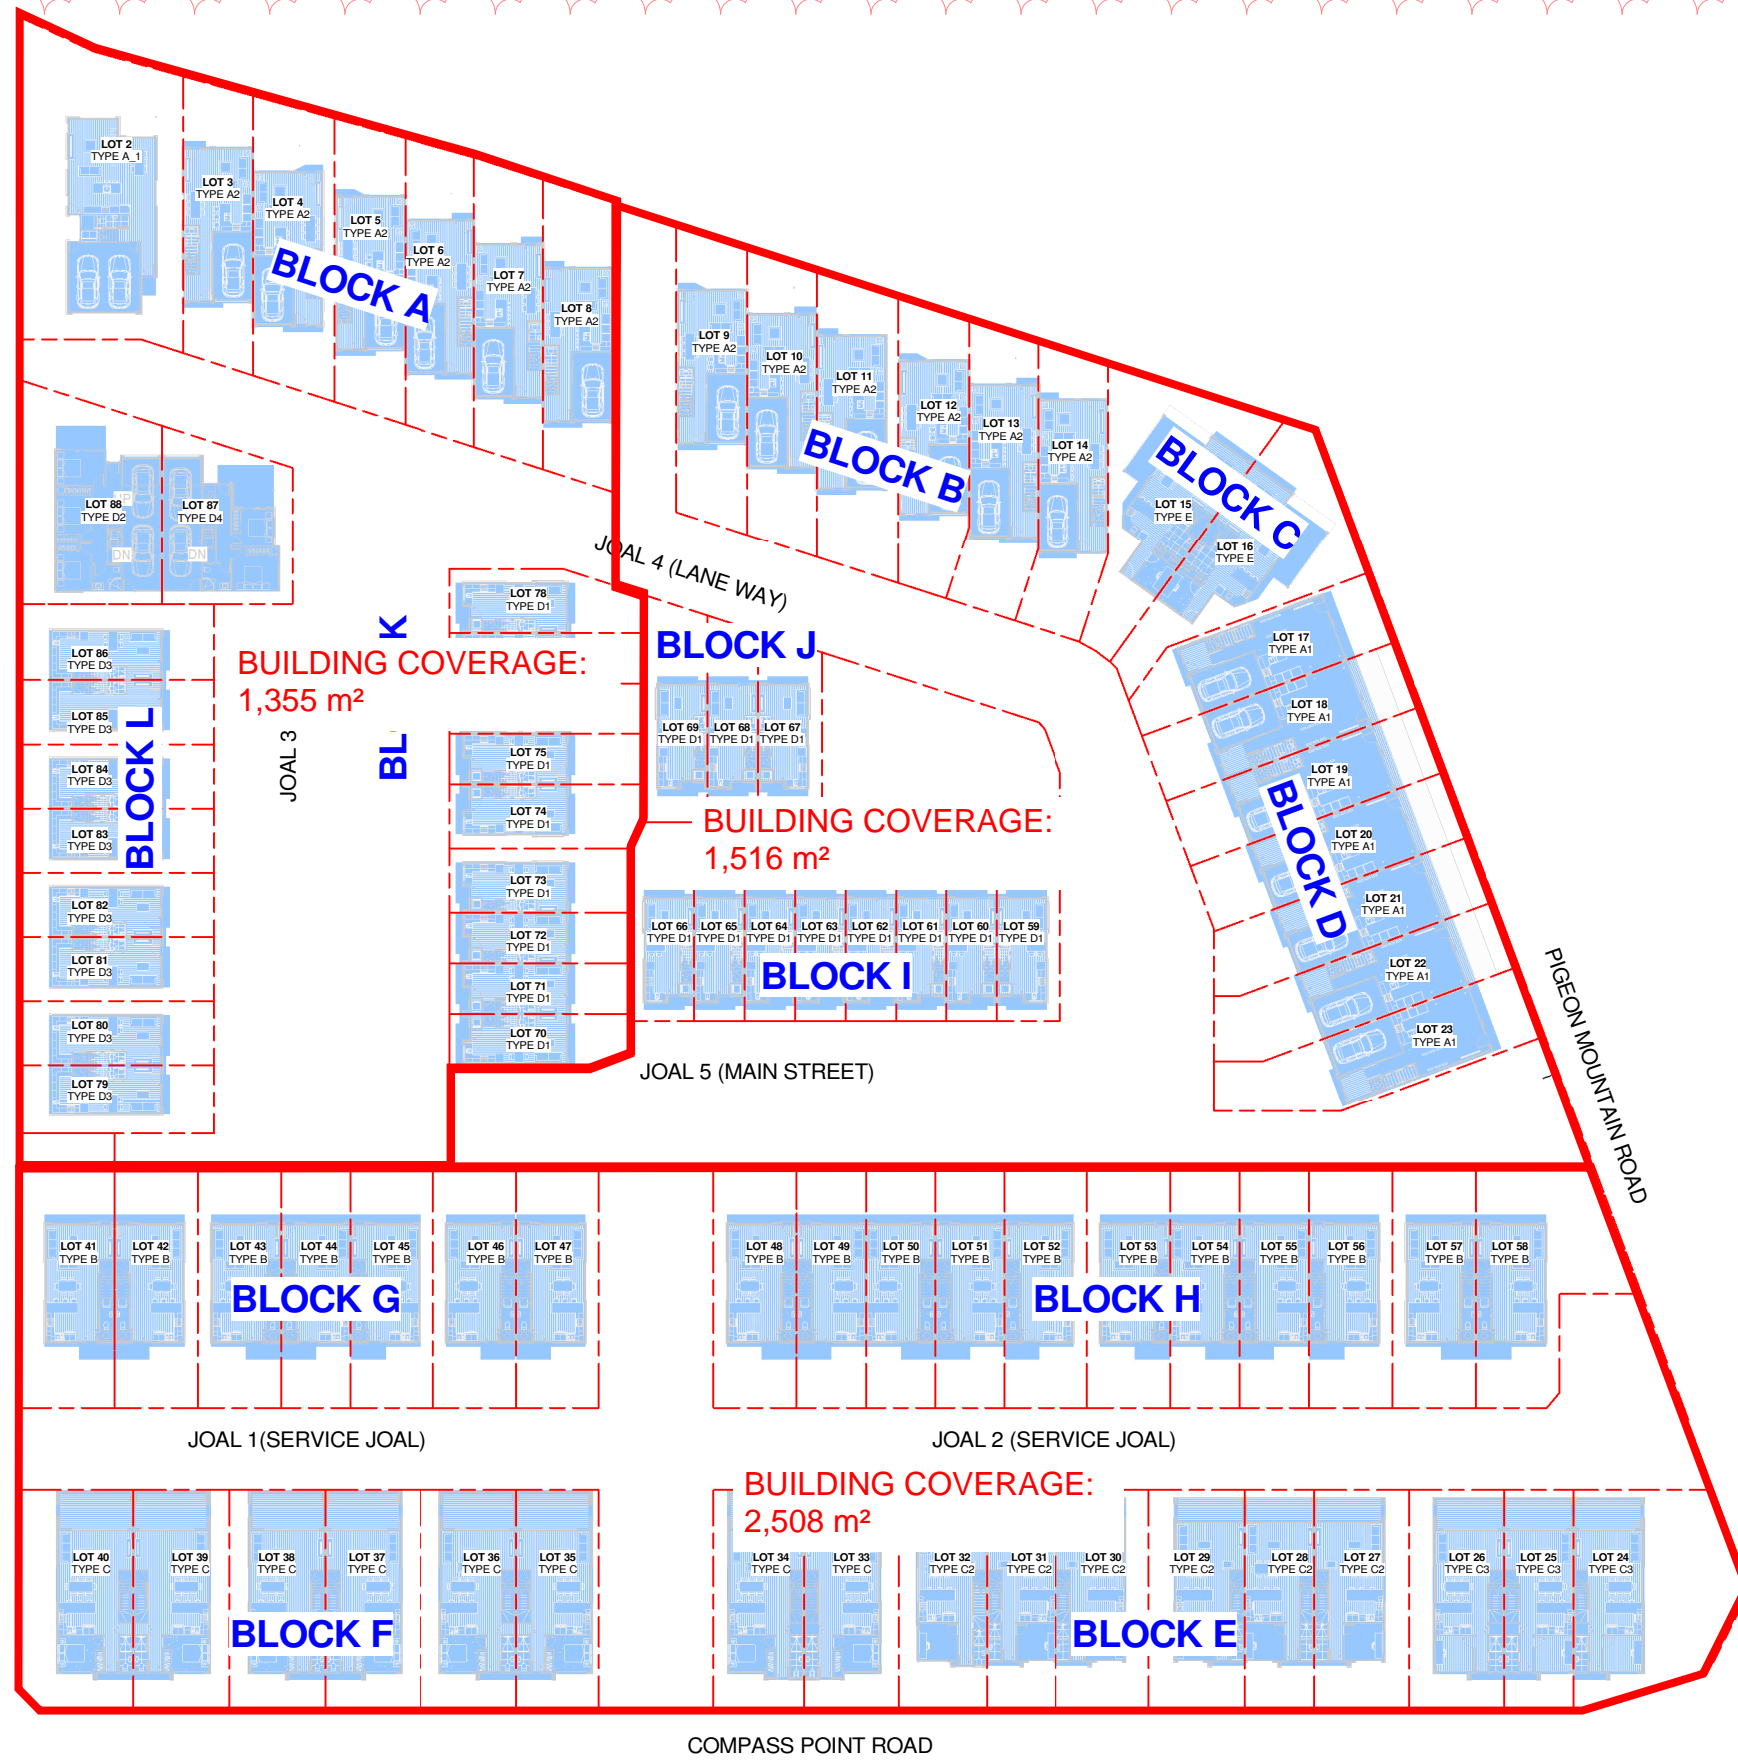 LOT 2
TYPE A_1
LOT 3
TYPE A2
LOT 4
TYPE A2
LOT 5
TYPE A2
LOT 6
TYPE A2
LOT 7
TYPE A2
LOT 8
TYPE A2
BLOCK A
LOT 9
TYPE A2
LOT 10
TYPE A2
LOT 11
TYPE A2
LOT 12
TYPE A2
LOT 13
TYPE A2
LOT 14
TYPE A2
BLOCK B
LOT 15
TYPE E
LOT 16
TYPE E
BLOCK C
LOT 88
TYPE D2
LOT 87
TYPE D4
UP
DN
DN
JOAL 4 (LANE WAY)
LOT 78
TYPE D1
BL
K
BUILDING COVERAGE:
1,355 m²
JOAL 3
LOT 86
TYPE D3
LOT 85
TYPE D3
LOT 84
TYPE D3
LOT 83
TYPE D3
LOT 82
TYPE D3
LOT 81
TYPE D3
LOT 80
TYPE D3
LOT 79
TYPE D3
BLOCK L
LOT 75
TYPE D1
LOT 74
TYPE D1
LOT 73
TYPE D1
LOT 72
TYPE D1
LOT 71
TYPE D1
LOT 70
TYPE D1
BLOCK J
LOT 69
TYPE D1
LOT 68
TYPE D1
LOT 67
TYPE D1
BUILDING COVERAGE:
1,516 m²
LOT 66
TYPE D1
LOT 65
TYPE D1
LOT 64
TYPE D1
LOT 63
TYPE D1
LOT 62
TYPE D1
LOT 61
TYPE D1
LOT 60
TYPE D1
LOT 59
TYPE D1
BLOCK I
JOAL 5 (MAIN STREET)
LOT 17
TYPE A1
LOT 18
TYPE A1
LOT 19
TYPE A1
LOT 20
TYPE A1
LOT 21
TYPE A1
LOT 22
TYPE A1
LOT 23
TYPE A1
BLOCK D
PIGEON MOUNTAIN ROAD
LOT 41
TYPE B
LOT 42
TYPE B
LOT 43
TYPE B
LOT 44
TYPE B
LOT 45
TYPE B
LOT 46
TYPE B
LOT 47
TYPE B
BLOCK G
LOT 48
TYPE B
LOT 49
TYPE B
LOT 50
TYPE B
LOT 51
TYPE B
LOT 52
TYPE B
LOT 53
TYPE B
LOT 54
TYPE B
LOT 55
TYPE B
LOT 56
TYPE B
LOT 57
TYPE B
LOT 58
TYPE B
BLOCK H
JOAL 1(SERVICE JOAL)
JOAL 2 (SERVICE JOAL)
BUILDING COVERAGE:
2,508 m²
LOT 40
TYPE C
LOT 39
TYPE C
LOT 38
TYPE C
LOT 37
TYPE C
LOT 36
TYPE C
LOT 35
TYPE C
BLOCK F
LOT 34
TYPE C
LOT 33
TYPE C
LOT 32
TYPE C2
LOT 31
TYPE C2
LOT 30
TYPE C2
LOT 29
TYPE C2
LOT 28
TYPE C2
LOT 27
TYPE C2
LOT 26
TYPE C3
LOT 25
TYPE C3
LOT 24
TYPE C3
BLOCK E
COMPASS POINT ROAD